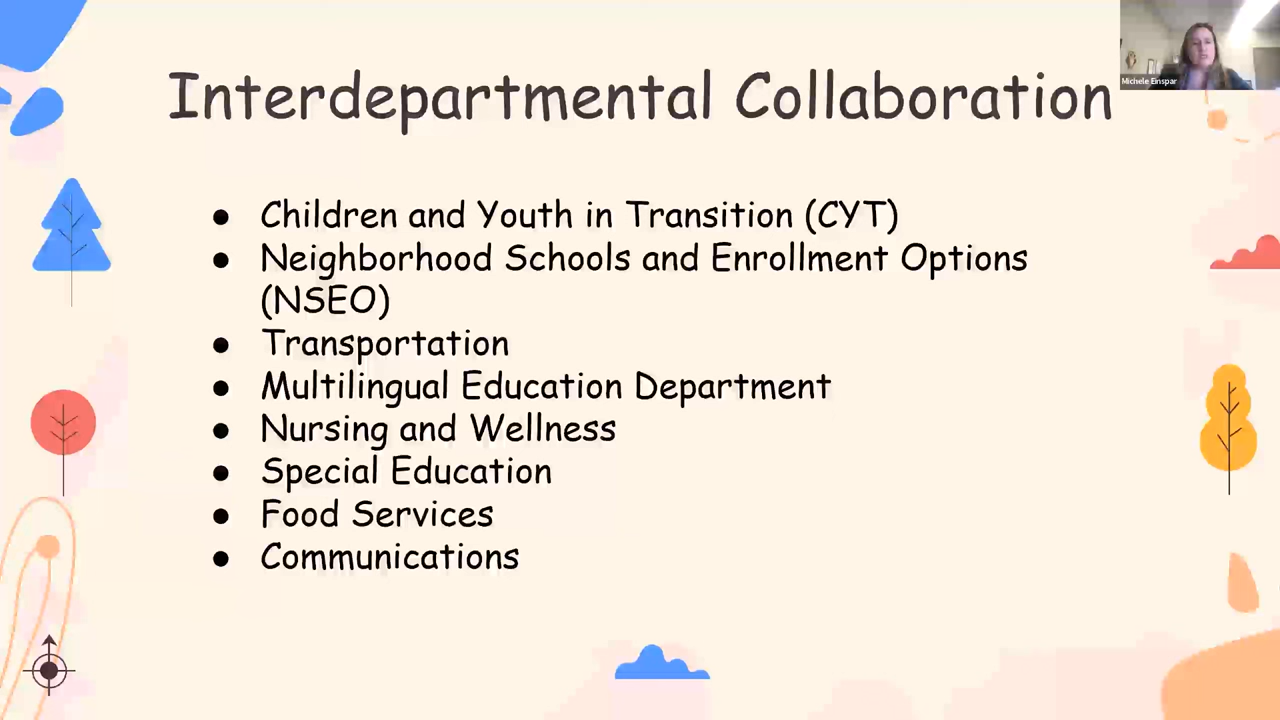 Interdepartmental Collaboration
Michele Einspar
● Children and Youth in Transition (CYT)
● Neighborhood Schools and Enrollment Options
(NSEO)
● Transportation
● Multilingual Education Department
● Nursing and Wellness
● Special Education
● Food Services
● Communications